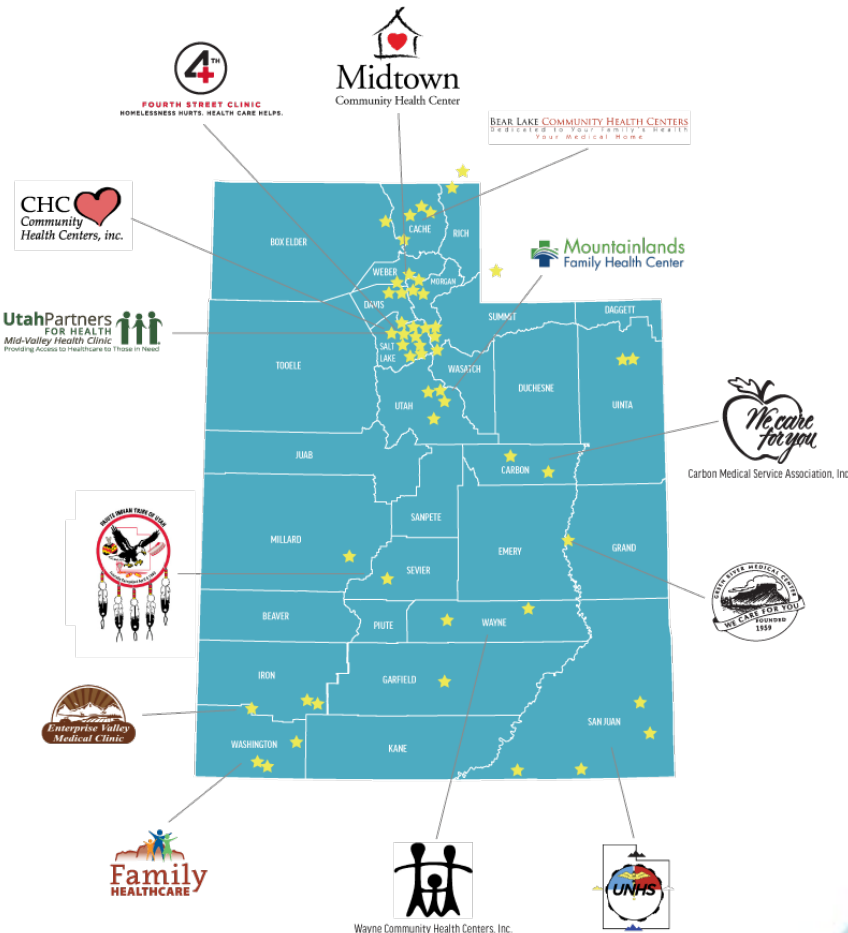 4TH
FOURTH STREET CLINIC
HOMELESSNESS HURTS. HEALTH CARE HELPS.
Midtown
Community Health Center
BEAR LAKE COMMUNITY HEALTH CENTERS
Dedicated to Your Family's Health
Your Medical Home
CHC
Community
Health Centers, inc.
Mountainlands
Family Health Center
UtahPartners
FOR HEALTH
Mid-Valley Health Clinic
Providing Access to Healthcare to Those in Need
BOX ELDER
CACHE
RICH
WEBER
MORGAN
DAVIS
SUMMIT
DAGGETT
SALT
LAKE
TOOELE
WASATCH
DUCHESNE
UINTA
UTAH
We care
for you
Carbon Medical Service Association, Inc
JUAB
CARBON
SANPETE
MILLARD
EMERY
GRAND
SEVIER
PAIUTE INDIAN TRIBE OF UTAH
GREEN RIVER MEDICAL CENTER
WE CARE FOR YOU
FOUNDED
1959
BEAVER
PIUTE
WAYNE
IRON
GARFIELD
SAN JUAN
Enterprise Valley
Medical Clinic
WASHINGTON
KANE
Family
HEALTHCARE
UNHS
Wayne Community Health Centers, Inc.